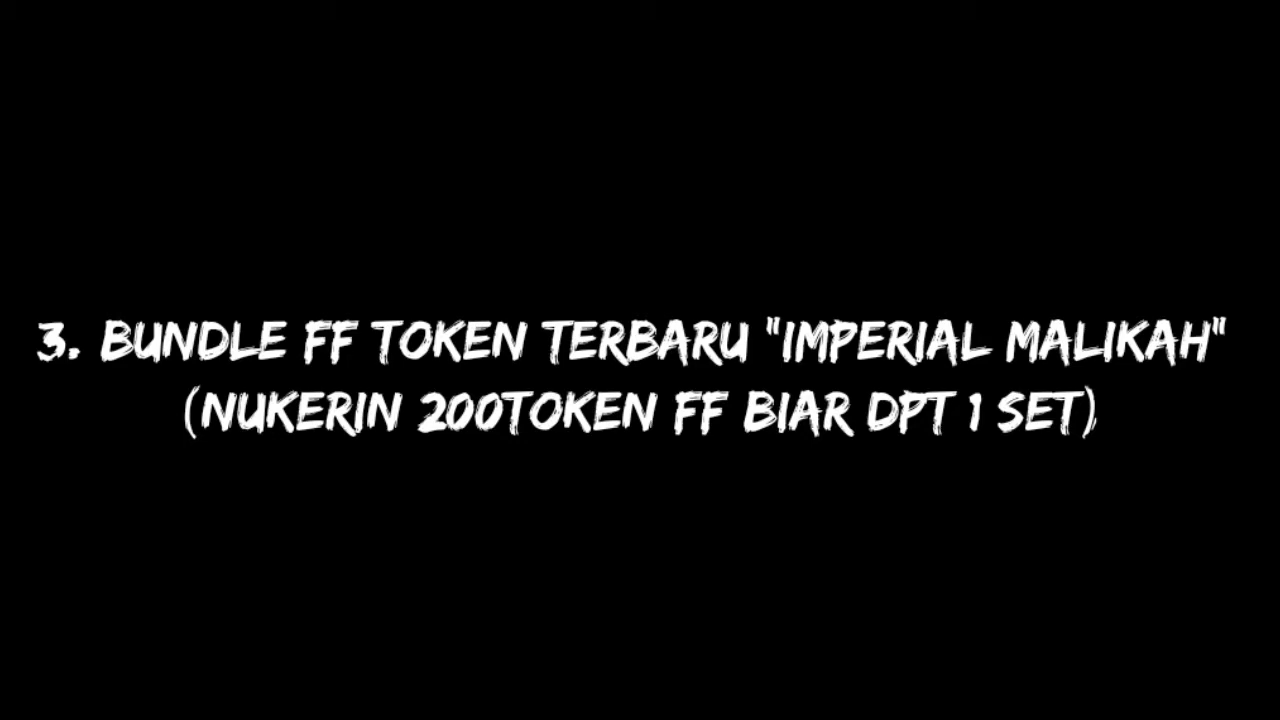 3. BUNDLE FF TOKEN TERBARU "IMPERIAL MALIKAH"
(NUKERIN 200TOKEN FF BIAR DPT 1 SET)